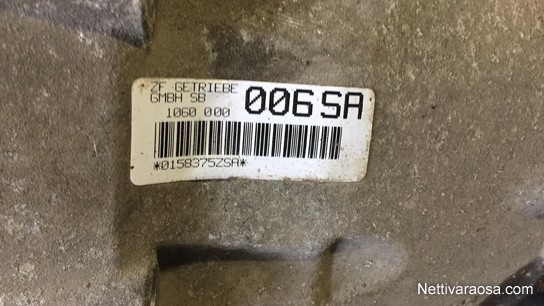 ZF GETRIEBE
GMBH SB
006SA
1060 000
*0158375ZSA*
Nettivaraosa.com